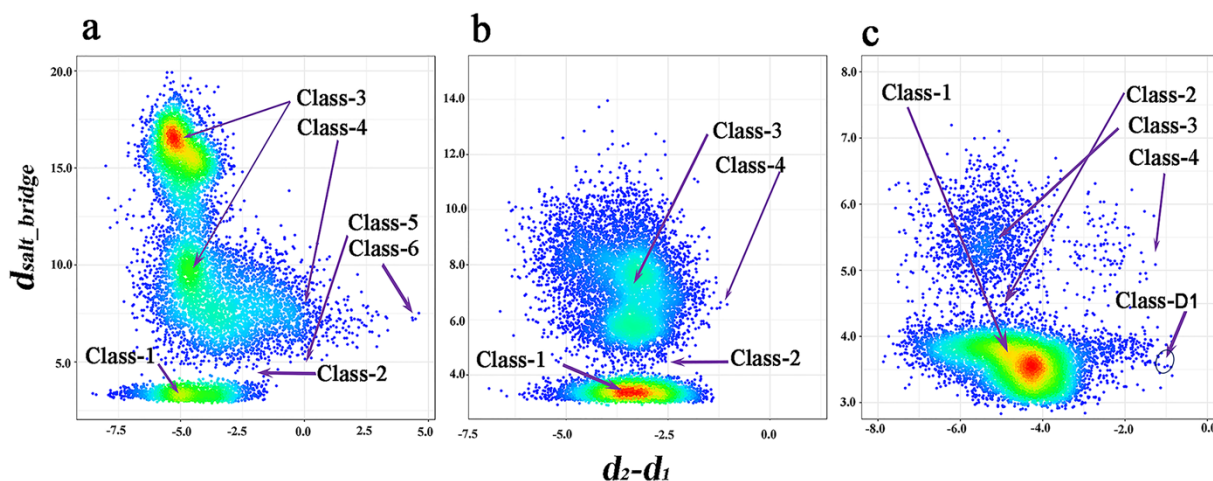 a
b
c
d_salt_bridge
20.0
15.0
10.0
5.0
Class-3
Class-4
Class-5
Class-6
Class-1
Class-2
-7.5
-5.0
-2.5
0.0
2.5
5.0
14.0
12.0
10.0
8.0
6.0
4.0
Class-3
Class-4
Class-1
Class-2
-7.5
-5.0
-2.5
0.0
8.0
7.0
6.0
5.0
4.0
3.0
Class-1
Class-2
Class-3
Class-4
Class-D1
-8.0
-6.0
-4.0
-2.0
0.0
d2-d1